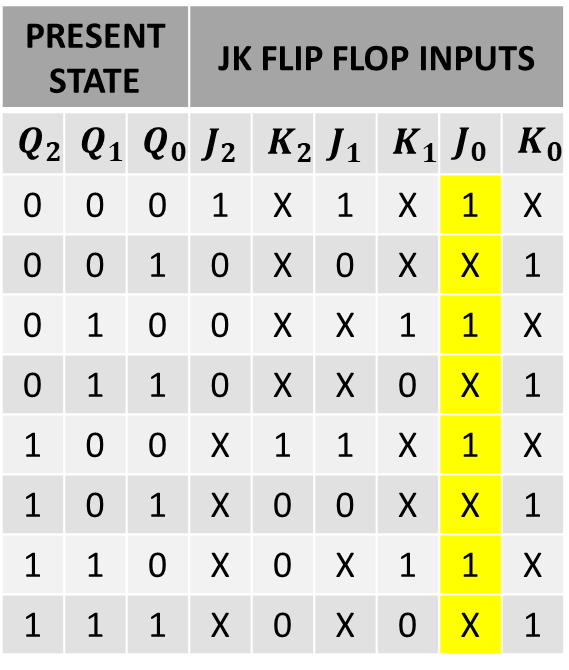 PRESENT STATE JK FLIP FLOP INPUTS
Q₂ Q₁ Q₀ J₂ K₂ J₁ K₁ J₀ K₀
0 0 0 1 X 1 X 1 X
0 0 1 0 X 0 X X 1
0 1 0 0 X X 1 1 X
0 1 1 0 X X 0 X 1
1 0 0 X 1 1 X 1 X
1 0 1 X 0 0 X X 1
1 1 0 X 0 X 1 1 X
1 1 1 X 0 X 0 X 1